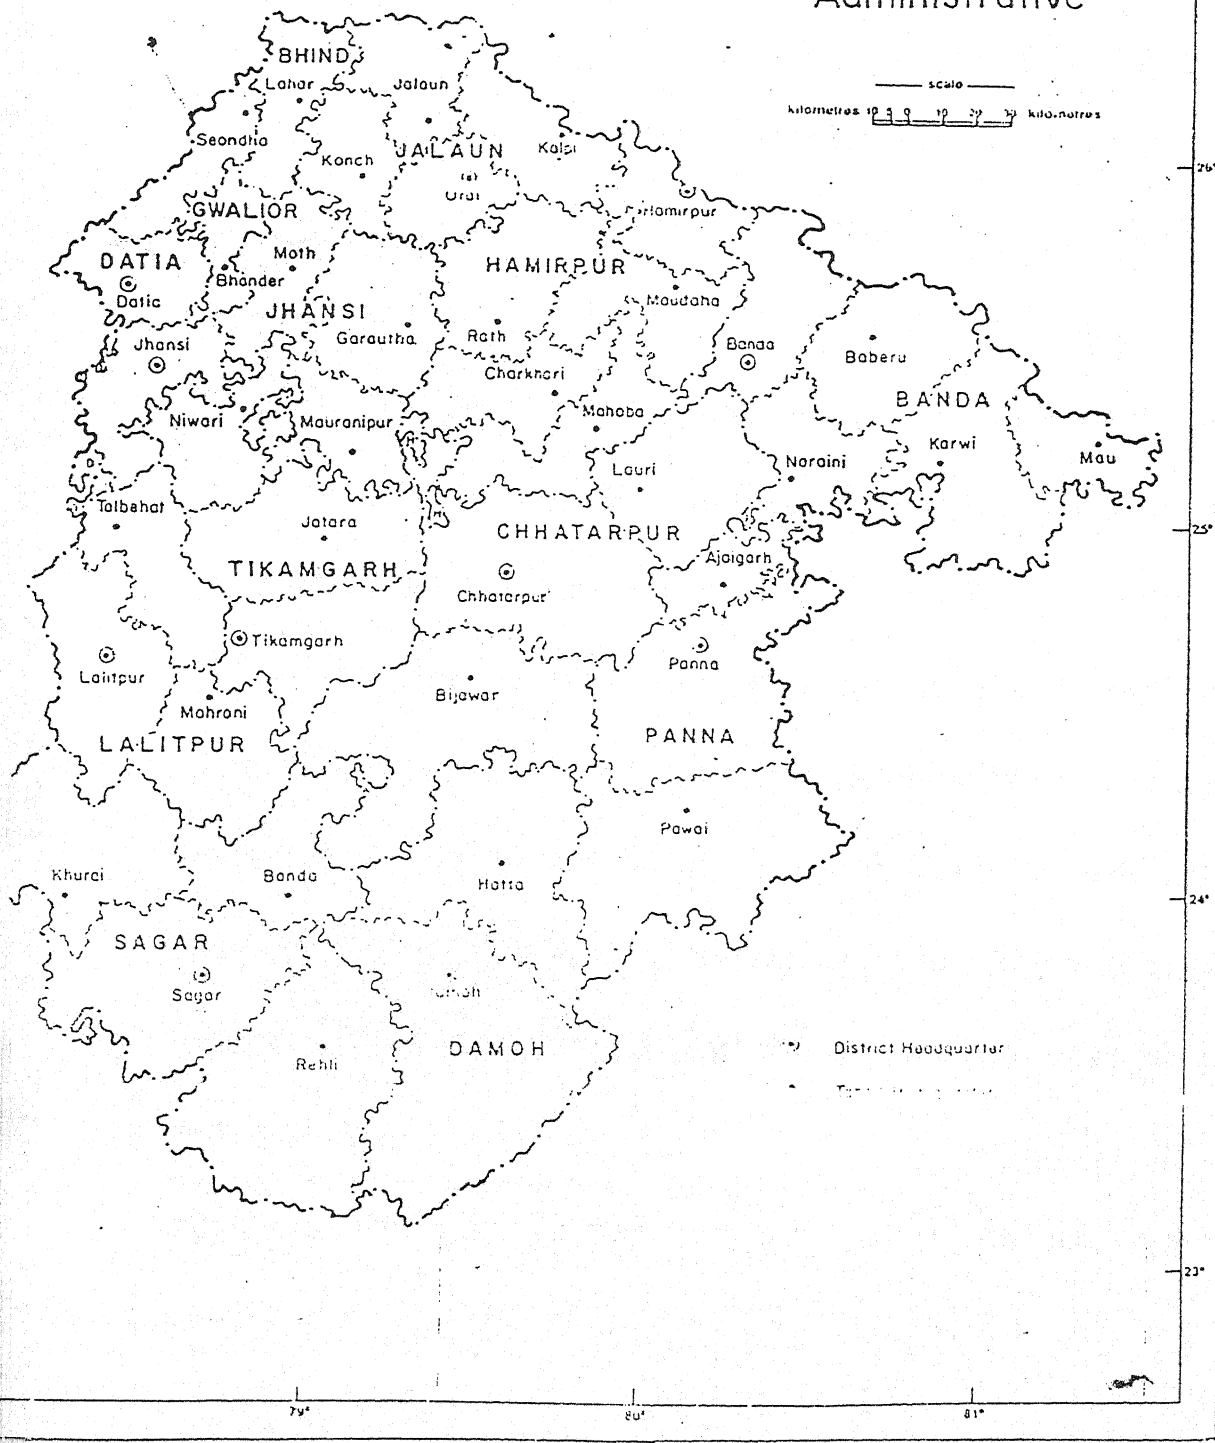 Administrative
scale
kilometres 10 5 0 10 20 30 kilometres
BHIND
Lahar
Jalaun
Seondha
Konch
JALAUN
Kalpi
26°
Orai
GWALIOR
Hamirpur
Moth
DATIA
HAMIRPUR
Bhander
Datia
Maudaha
JHANSI
Garautha
Rath
Jhansi
Banda
Baberu
Charkhari
BANDA
Niwari
Mauranipur
Mahoba
Karwi
Mau
Lauri
Naraini
Talbahat
Jatara
CHHATARPUR
25°
Ajaigarh
TIKAMGARH
Chhatarpur
Tikamgarh
Panna
Lalitpur
Bijawar
Mahroni
LALITPUR
PANNA
Pawai
Khurai
Banda
Hatta
24°
SAGAR
Sagar
DAMOH
District Headquarter
Rehli
23°
79°
80°
81°